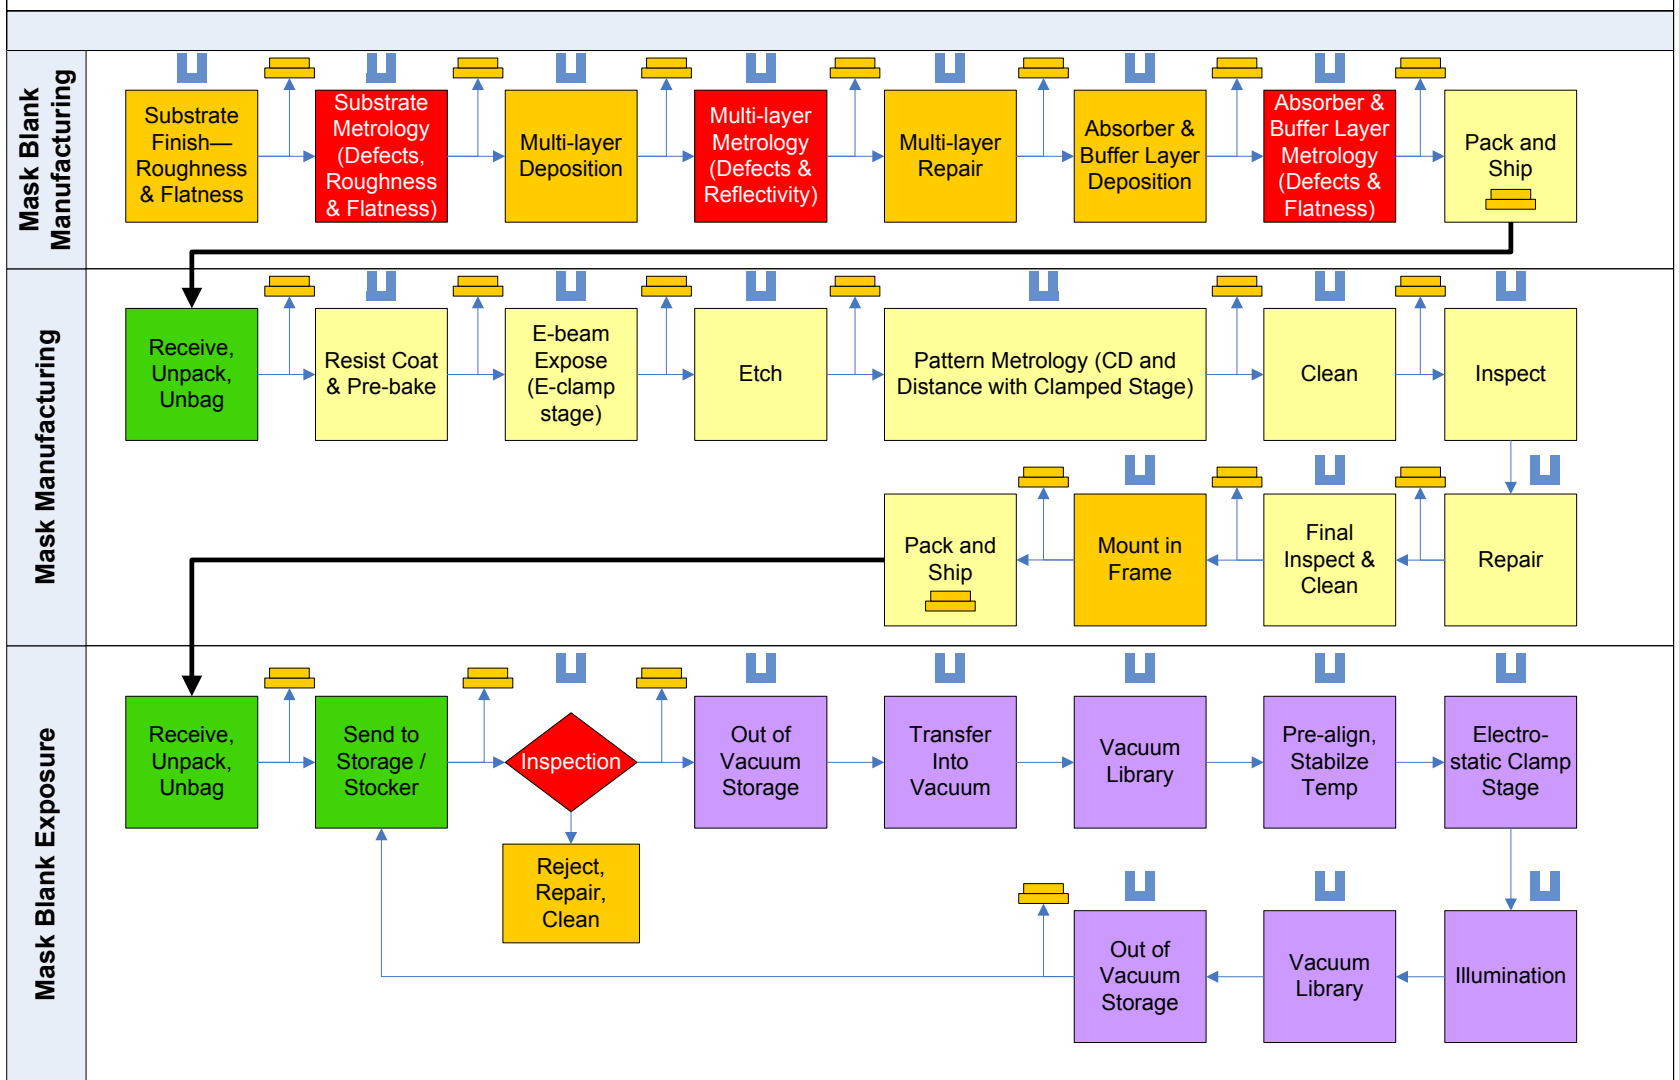 Mask Blank
Manufacturing
Substrate
Finish—
Roughness
& Flatness
Substrate
Metrology
(Defects,
Roughness
& Flatness)
Multi-layer
Deposition
Multi-layer
Metrology
(Defects &
Reflectivity)
Multi-layer
Repair
Absorber &
Buffer Layer
Deposition
Absorber &
Buffer Layer
Metrology
(Defects &
Flatness)
Pack and
Ship
Mask Manufacturing
Receive,
Unpack,
Unbag
Resist Coat
& Pre-bake
E-beam
Expose
(E-clamp
stage)
Etch
Pattern Metrology (CD and
Distance with Clamped Stage)
Clean
Inspect
Pack and
Ship
Mount in
Frame
Final
Inspect &
Clean
Repair
Mask Blank Exposure
Receive,
Unpack,
Unbag
Send to
Storage /
Stocker
Inspection
Out of
Vacuum
Storage
Transfer
Into
Vacuum
Vacuum
Library
Pre-align,
Stabilze
Temp
Electro-
static Clamp
Stage
Reject,
Repair,
Clean
Out of
Vacuum
Storage
Vacuum
Library
Illumination